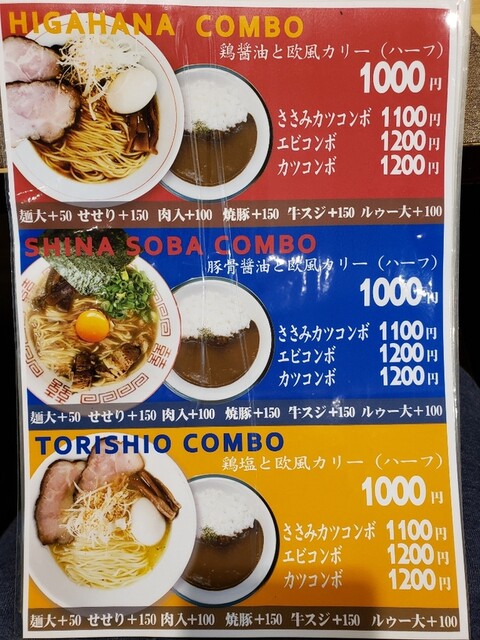 HIGAHANA COMBO
鶏醤油と欧風カリー（ハーフ）
1000円
ささみカツコンボ 1100円
エビコンボ 1200円
カツコンボ 1200円
麺大+50 せせり+150 肉入+100 焼豚+150 牛スジ+150 ルゥー大+100
SHINA SOBA COMBO
豚骨醤油と欧風カリー（ハーフ）
1000円
ささみカツコンボ 1100円
エビコンボ 1200円
カツコンボ 1200円
麺大+50 せせり+150 肉入+100 焼豚+150 牛スジ+150 ルゥー大+100
TORISHIO COMBO
鶏塩と欧風カリー（ハーフ）
1000円
ささみカツコンボ 1100円
エビコンボ 1200円
カツコンボ 1200円
麺大+50 せせり+150 肉入+100 焼豚+150 牛スジ+150 ルゥー大+100